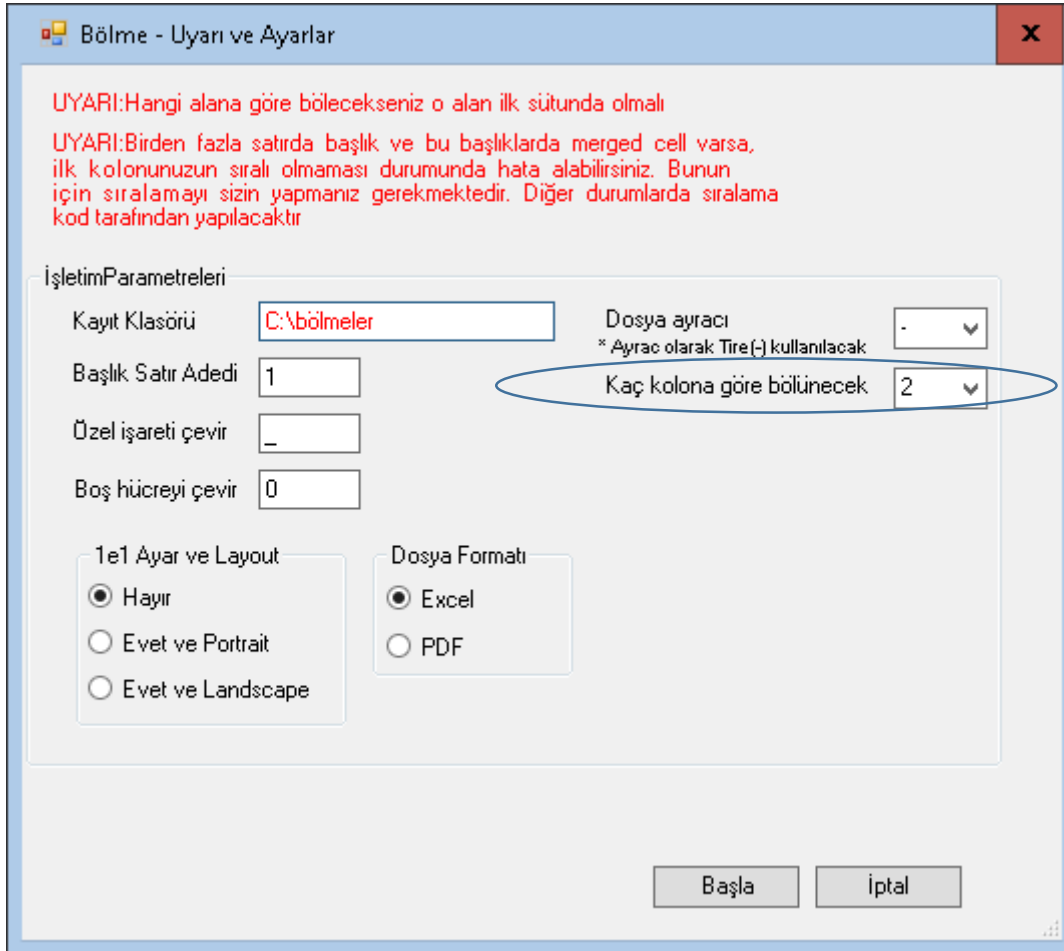 Bölme - Uyarı ve Ayarlar
x
UYARI:Hangi alana göre bölecekseniz o alan ilk sütunda olmalı
UYARI:Birden fazla satırda başlık ve bu başlıklarda merged cell varsa,
ilk kolonunuzun sıralı olmaması durumunda hata alabilirsiniz. Bunun
için sıralamayı sizin yapmanız gerekmektedir. Diğer durumlarda sıralama
kod tarafından yapılacaktır
İşletimParametreleri
Kayıt Klasörü C:\bölmeler
Dosya ayracı -
* Ayrac olarak Tire(-) kullanılacak
Başlık Satır Adedi 1
Kaç kolona göre bölünecek 2
Özel işareti çevir _
Boş hücreyi çevir 0
1e1 Ayar ve Layout
Hayır
Evet ve Portrait
Evet ve Landscape
Dosya Formatı
Excel
PDF
Başla
İptal